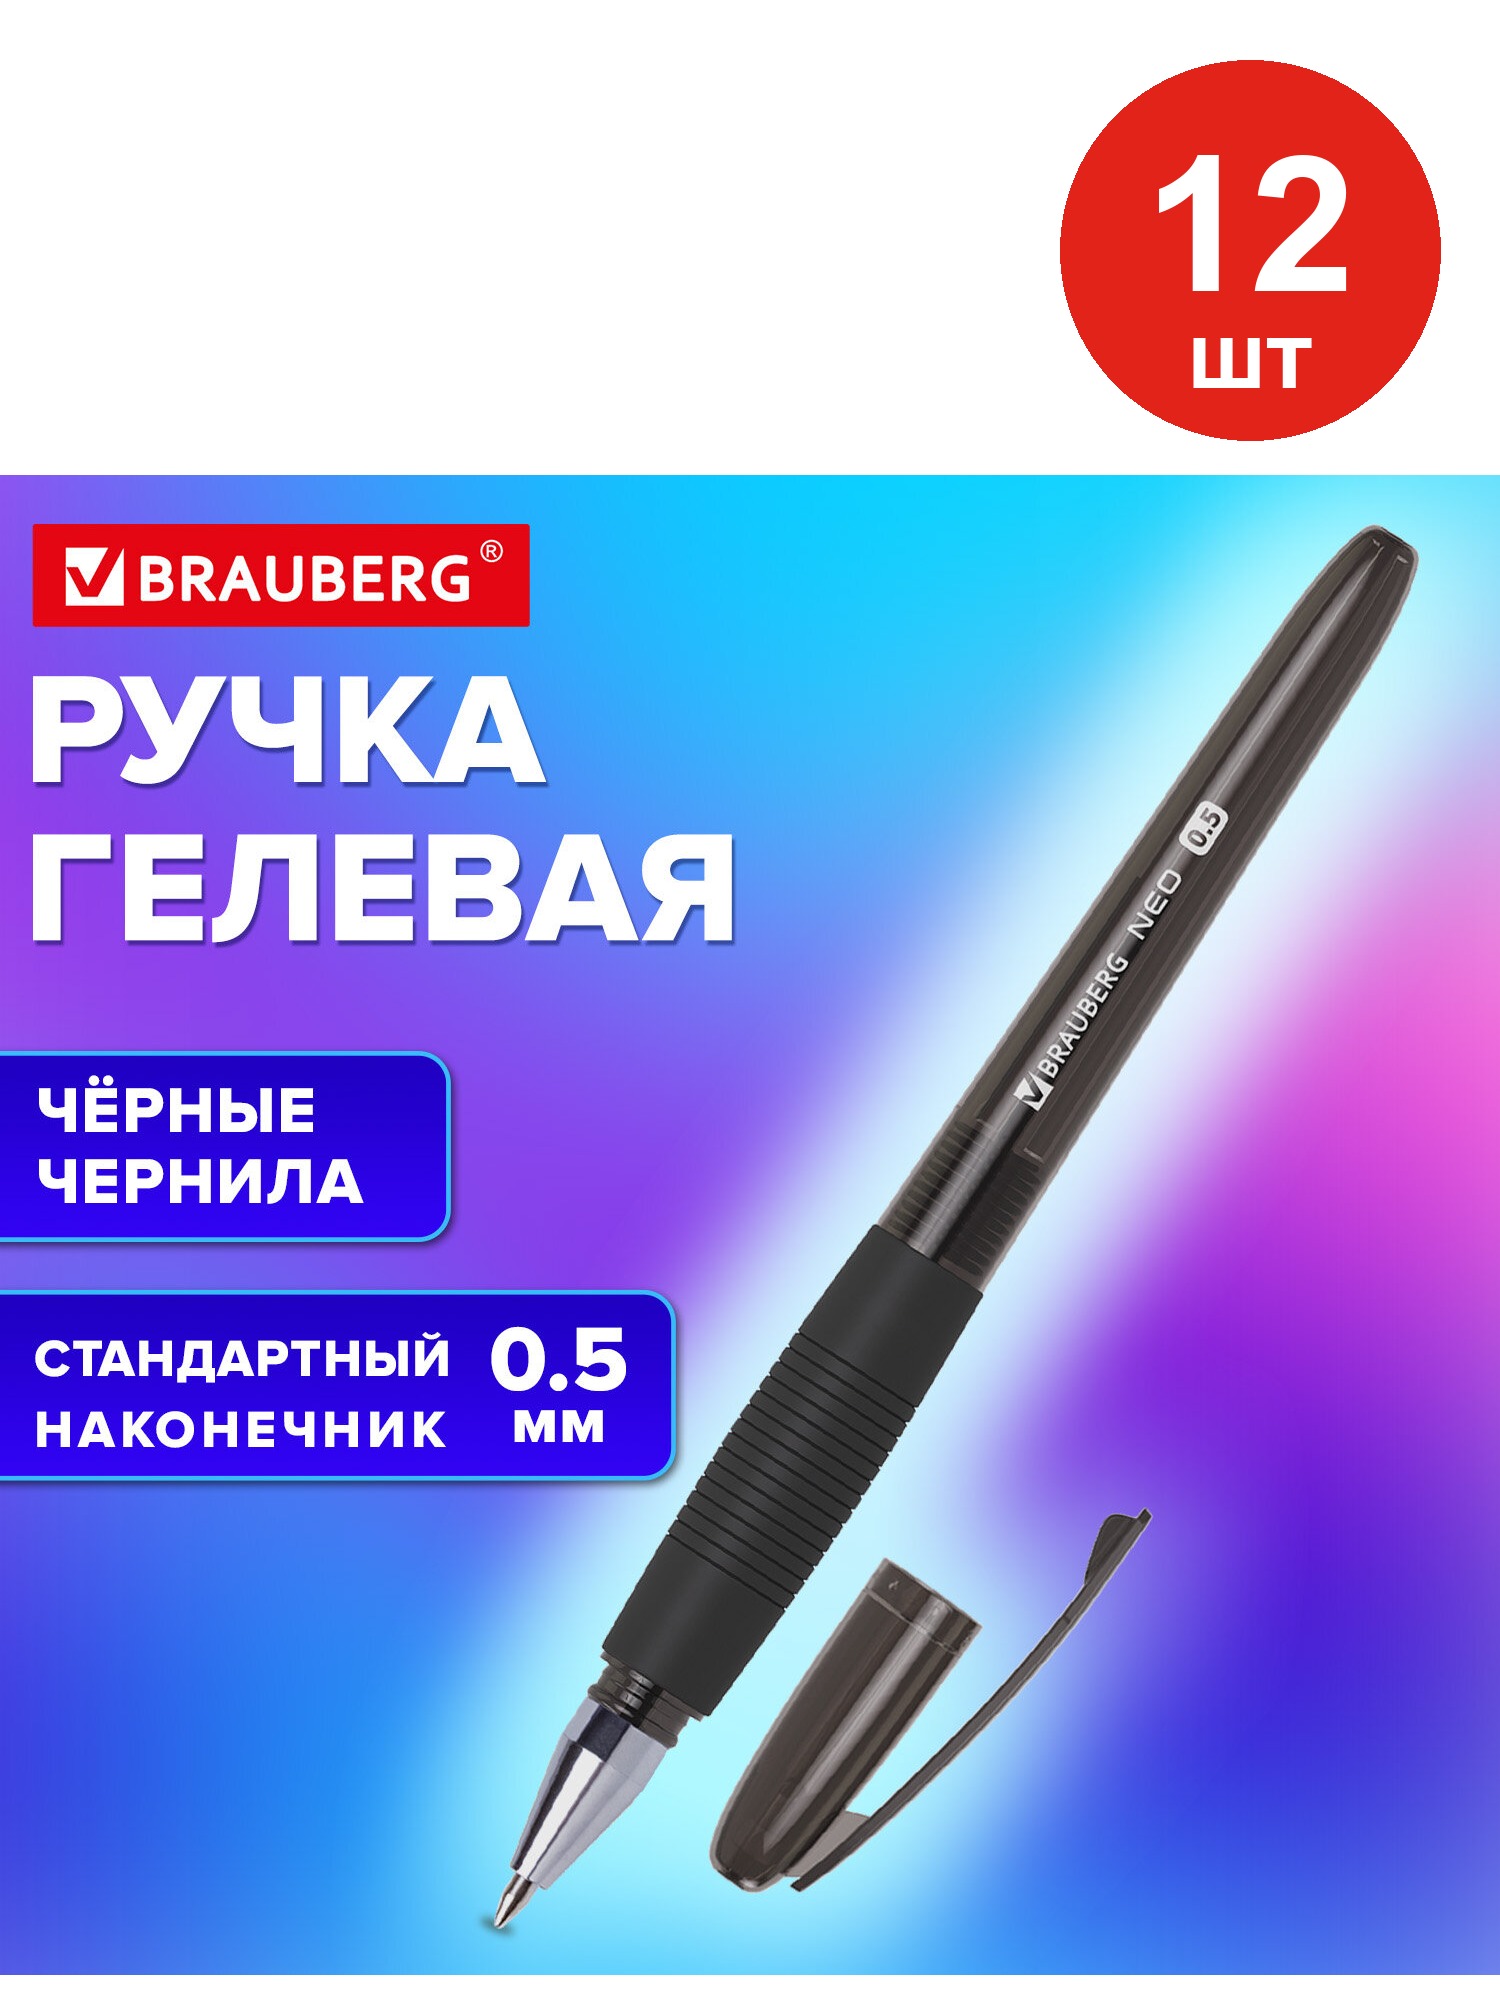 12
шт
BRAUBERG®
РУЧКА
ГЕЛЕВАЯ
ЧЁРНЫЕ
ЧЕРНИЛА
СТАНДАРТНЫЙ
НАКОНЕЧНИК
0.5
мм
BRAUBERG NEO 0.5